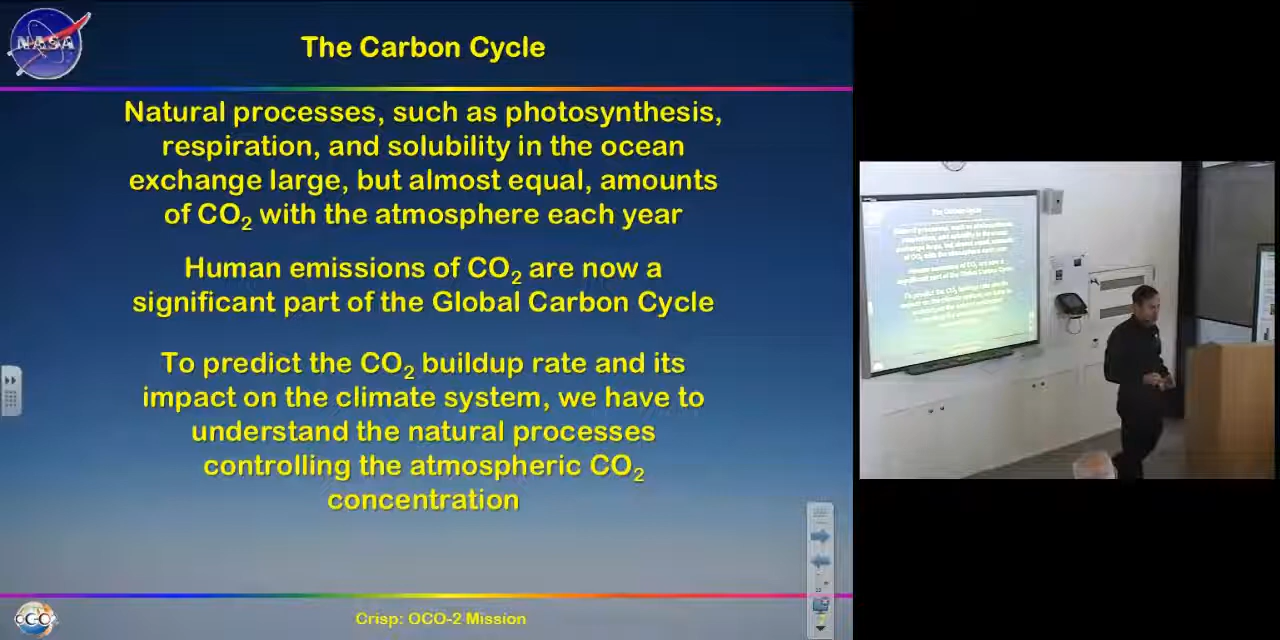 NASA
The Carbon Cycle
Natural processes, such as photosynthesis,
respiration, and solubility in the ocean
exchange large, but almost equal, amounts
of CO₂ with the atmosphere each year
Human emissions of CO₂ are now a
significant part of the Global Carbon Cycle
To predict the CO₂ buildup rate and its
impact on the climate system, we have to
understand the natural processes
controlling the atmospheric CO₂
concentration
Crisp: OCO-2 Mission